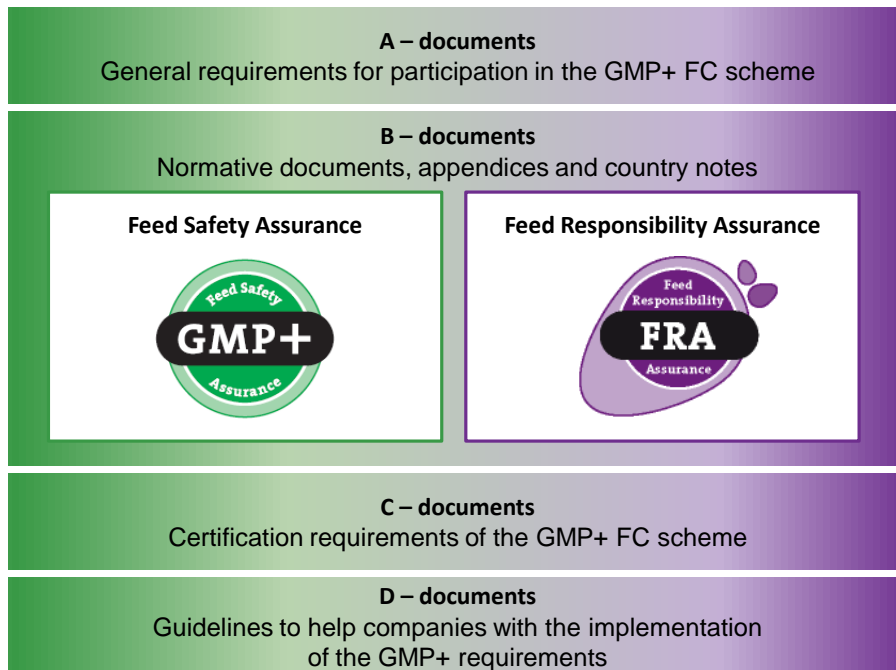 A – documents
General requirements for participation in the GMP+ FC scheme
B – documents
Normative documents, appendices and country notes
Feed Safety Assurance
Feed Safety
GMP+
Assurance
Feed Responsibility Assurance
Feed
Responsibility
FRA
Assurance
C – documents
Certification requirements of the GMP+ FC scheme
D – documents
Guidelines to help companies with the implementation
of the GMP+ requirements